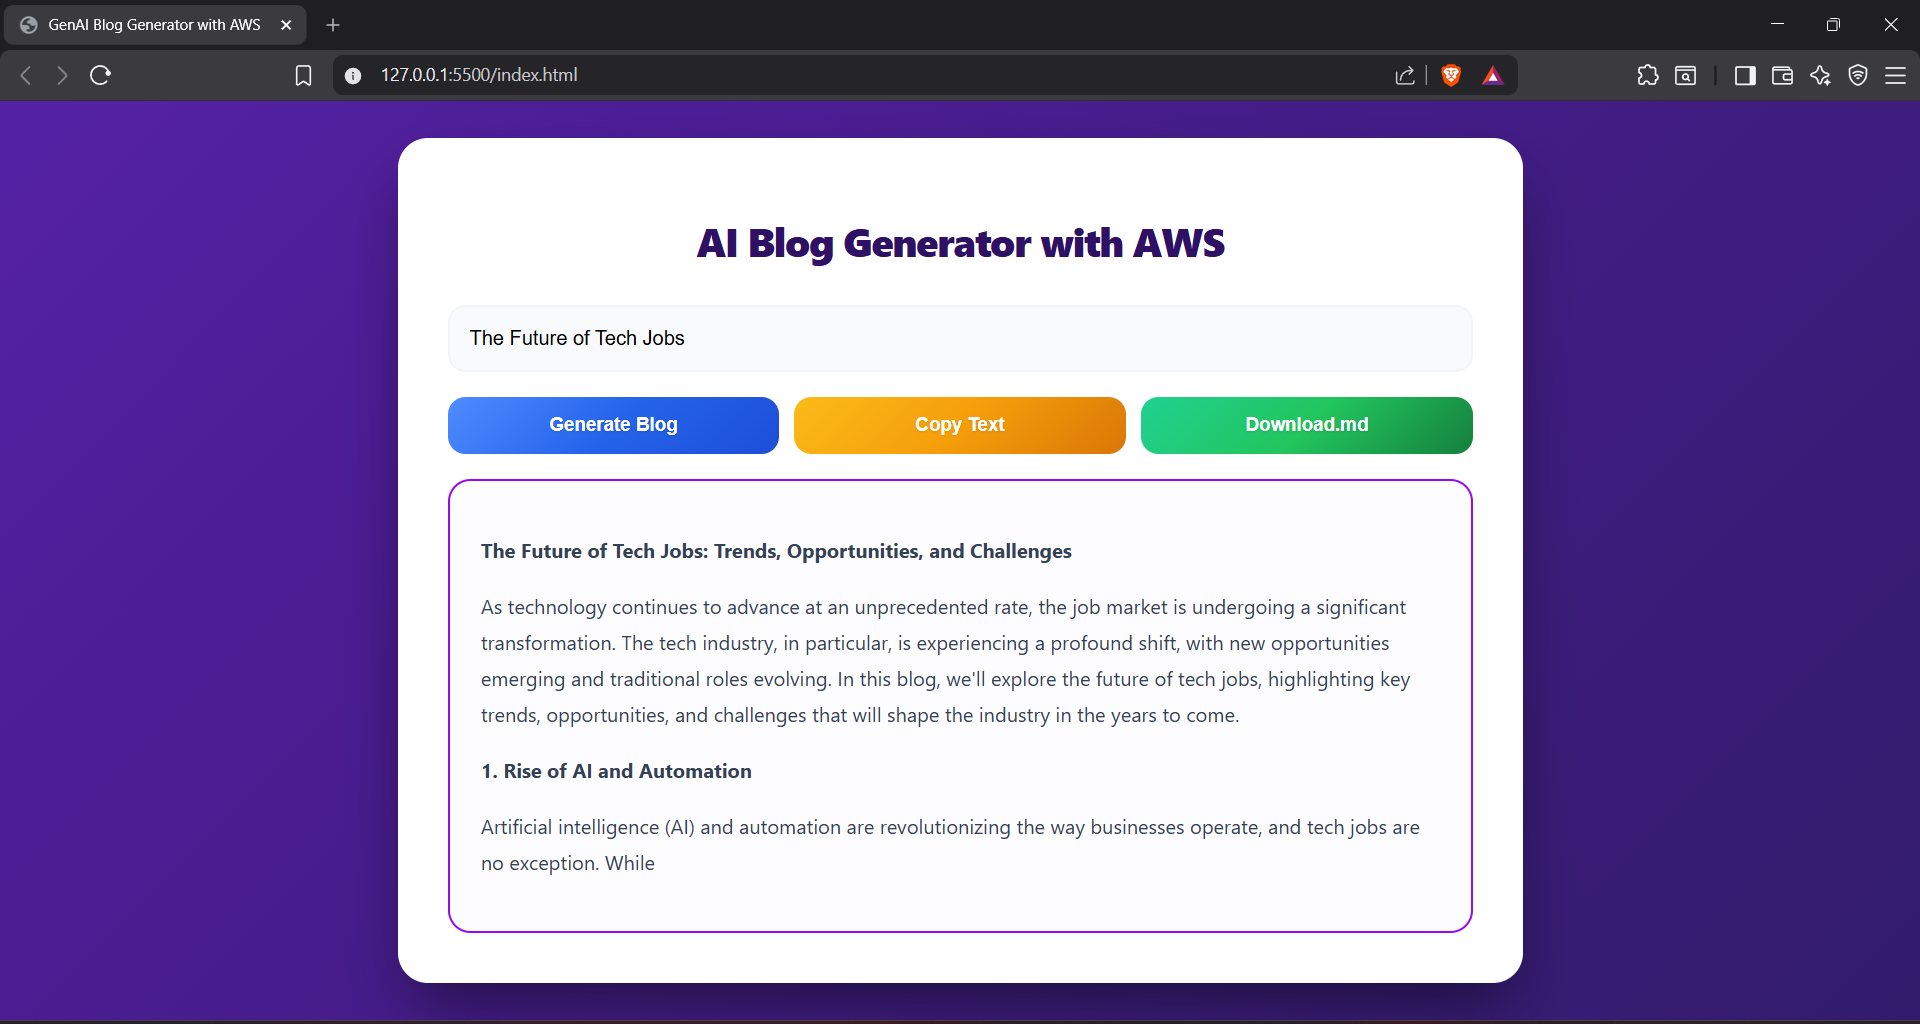 GenAI Blog Generator with AWS
127.0.0.1:5500/index.html
AI Blog Generator with AWS
The Future of Tech Jobs
Generate Blog
Copy Text
Download.md
The Future of Tech Jobs: Trends, Opportunities, and Challenges
As technology continues to advance at an unprecedented rate, the job market is undergoing a significant
transformation. The tech industry, in particular, is experiencing a profound shift, with new opportunities
emerging and traditional roles evolving. In this blog, we'll explore the future of tech jobs, highlighting key
trends, opportunities, and challenges that will shape the industry in the years to come.
1. Rise of AI and Automation
Artificial intelligence (AI) and automation are revolutionizing the way businesses operate, and tech jobs are
no exception. While